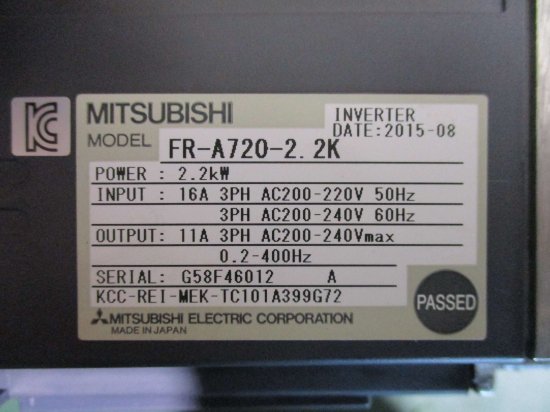 MITSUBISHI
INVERTER
DATE:2015-08
MODEL FR-A720-2.2K
POWER : 2.2kW
INPUT : 16A 3PH AC200-220V 50Hz
3PH AC200-240V 60Hz
OUTPUT: 11A 3PH AC200-240Vmax
0.2-400Hz
SERIAL: G58F46012 A
KCC-REI-MEK-TC101A399G72
PASSED
MITSUBISHI ELECTRIC CORPORATION
MADE IN JAPAN